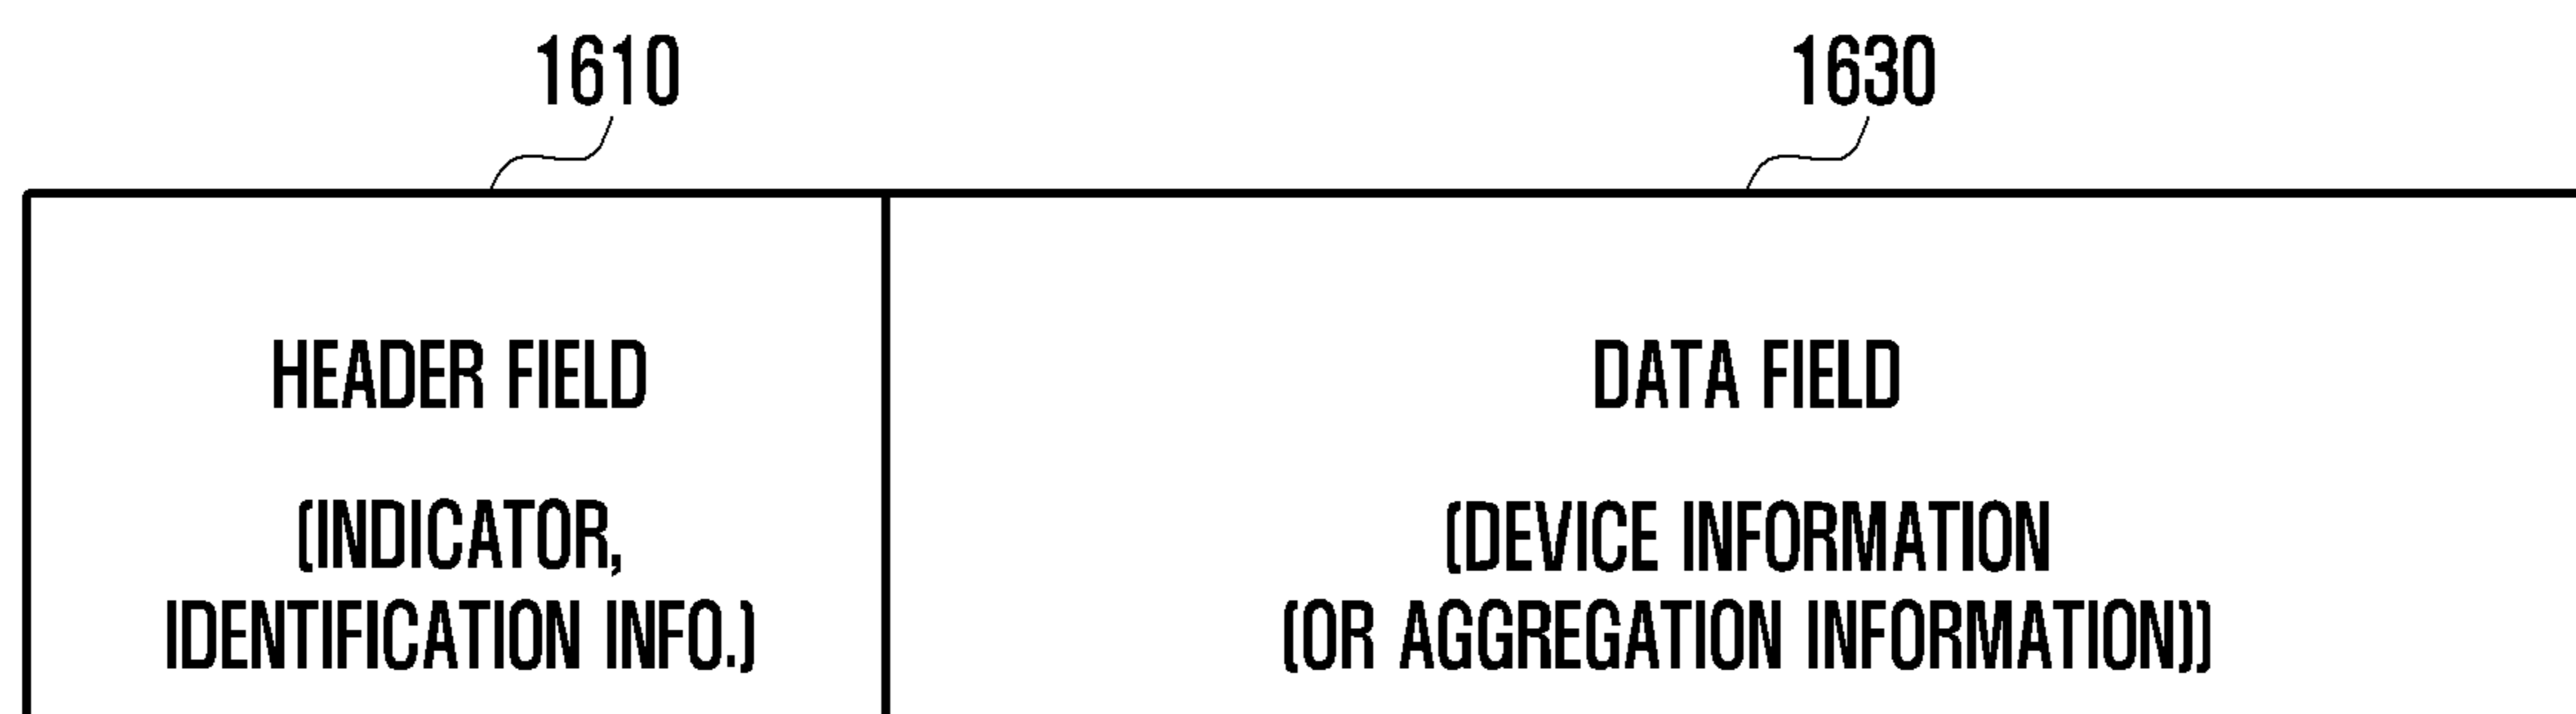 1610
1630
HEADER FIELD
(INDICATOR,
IDENTIFICATION INFO.)
DATA FIELD
(DEVICE INFORMATION
(OR AGGREGATION INFORMATION))